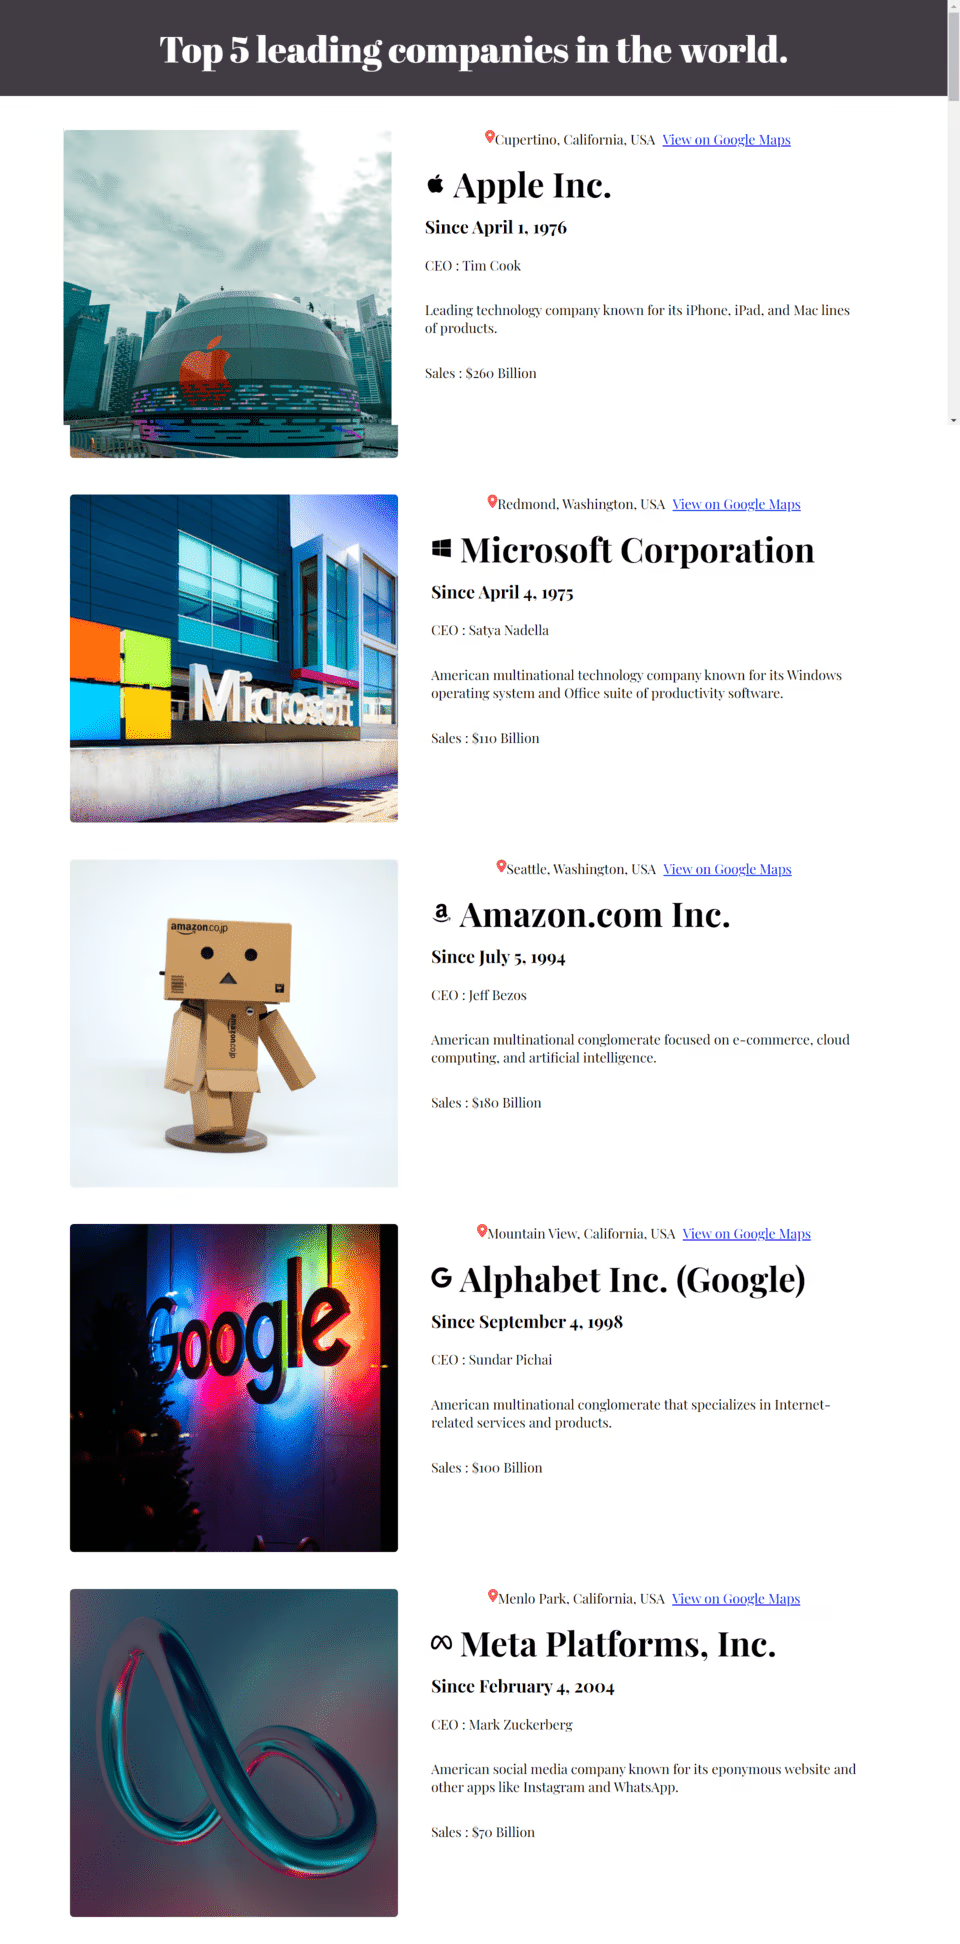 Top 5 leading companies in the world.
Cupertino, California, USA View on Google Maps
Apple Inc.
Since April 1, 1976
CEO : Tim Cook
Leading technology company known for its iPhone, iPad, and Mac lines
of products.
Sales : $260 Billion
Redmond, Washington, USA View on Google Maps
Microsoft
Microsoft Corporation
Since April 4, 1975
CEO : Satya Nadella
American multinational technology company known for its Windows
operating system and Office suite of productivity software.
Sales : $110 Billion
Seattle, Washington, USA View on Google Maps
amazon.co.jp
amazon.co.jp
Amazon.com Inc.
Since July 5, 1994
CEO : Jeff Bezos
American multinational conglomerate focused on e-commerce, cloud
computing, and artificial intelligence.
Sales : $180 Billion
Mountain View, California, USA View on Google Maps
Google
Alphabet Inc. (Google)
Since September 4, 1998
CEO : Sundar Pichai
American multinational conglomerate that specializes in Internet-
related services and products.
Sales : $100 Billion
Menlo Park, California, USA View on Google Maps
Meta Platforms, Inc.
Since February 4, 2004
CEO : Mark Zuckerberg
American social media company known for its eponymous website and
other apps like Instagram and WhatsApp.
Sales : $70 Billion